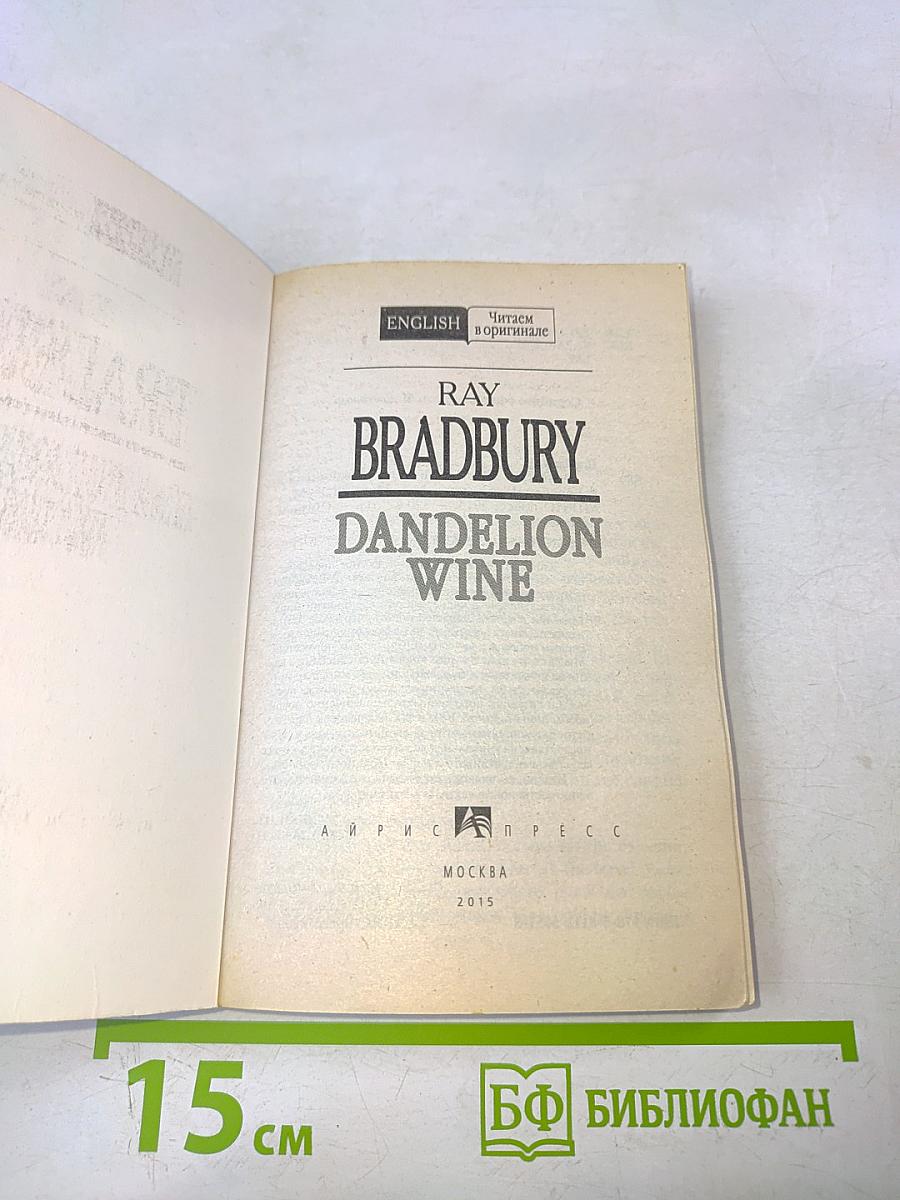 ENGLISH
Читаем
в оригинале
RAY
BRADBURY
DANDELION
WINE
АЙРИС ПРЕСС
МОСКВА
2015
15 см
БФ БИБЛИОФАН